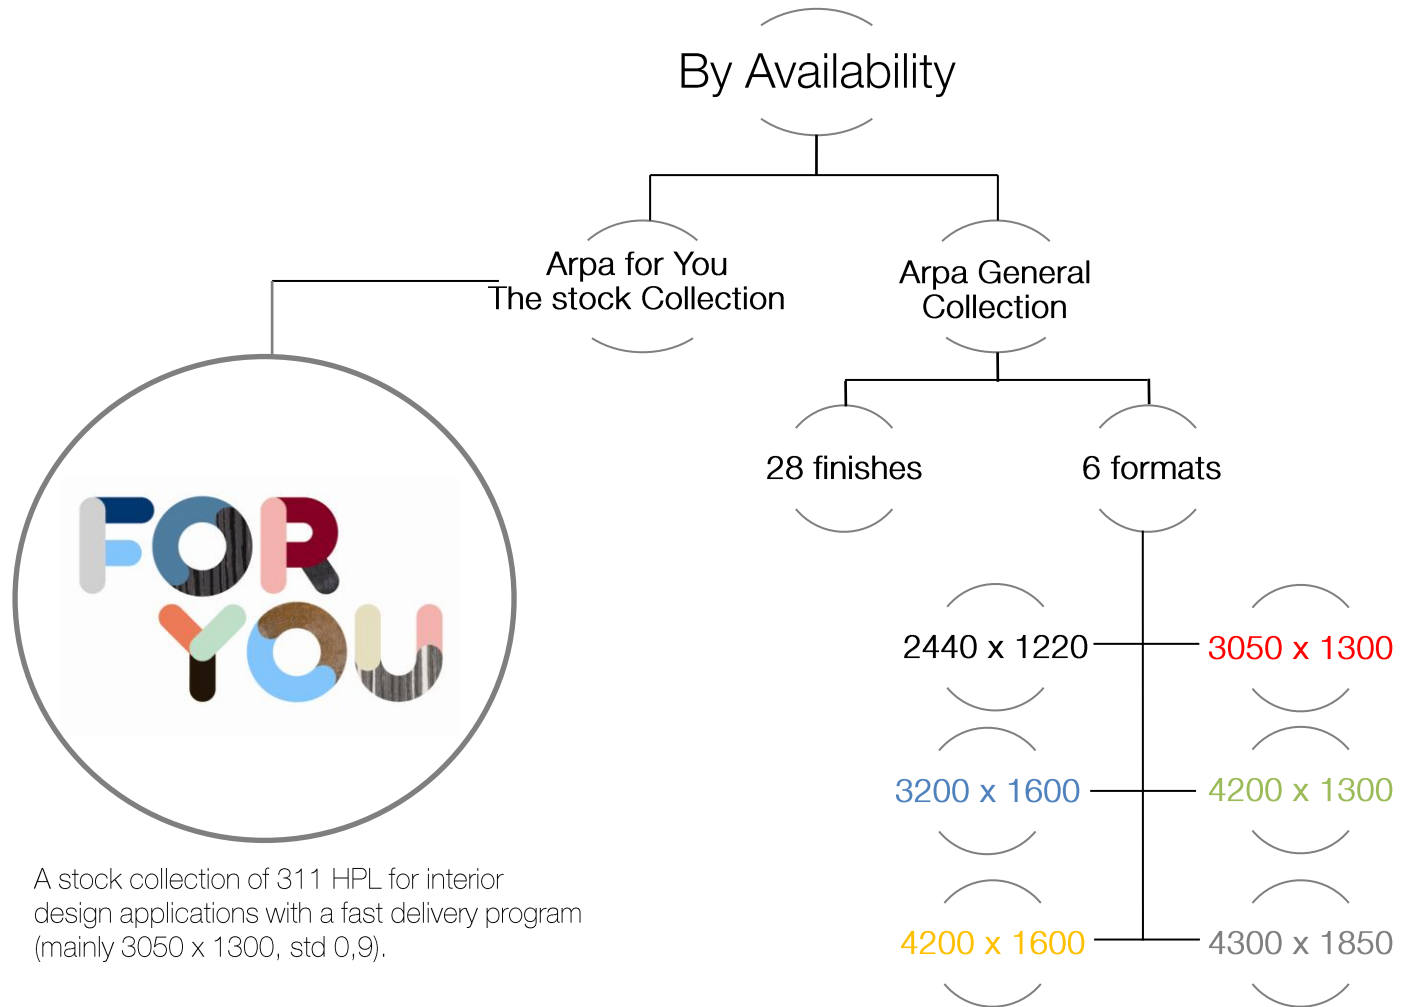 By Availability
Arpa for You
The stock Collection
Arpa General
Collection
28 finishes
6 formats
FOR
YOU
2440 x 1220
3050 x 1300
3200 x 1600
4200 x 1300
4200 x 1600
4300 x 1850
A stock collection of 311 HPL for interior
design applications with a fast delivery program
(mainly 3050 x 1300, std 0,9).